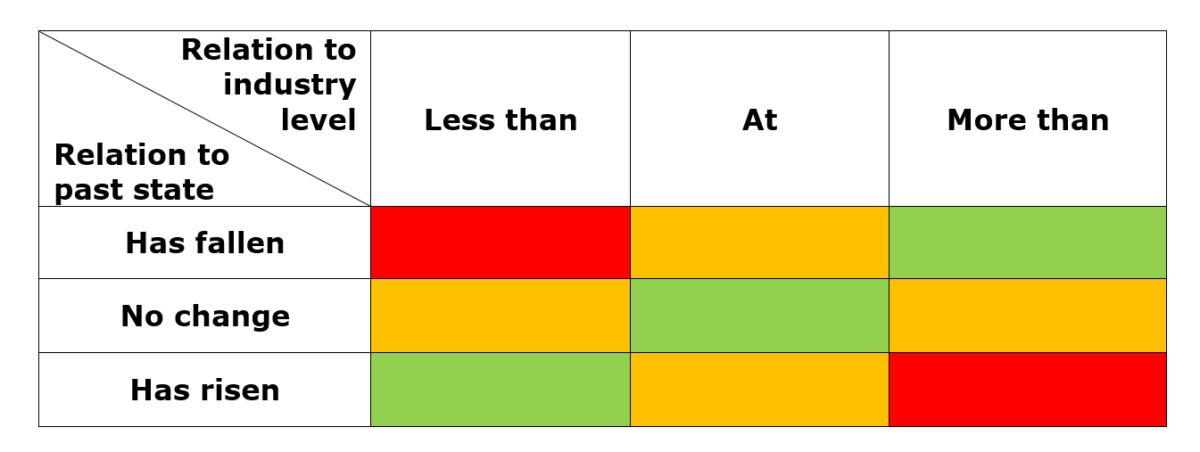 Relation to
industry
level
Relation to
past state
Less than
At
More than
Has fallen
No change
Has risen